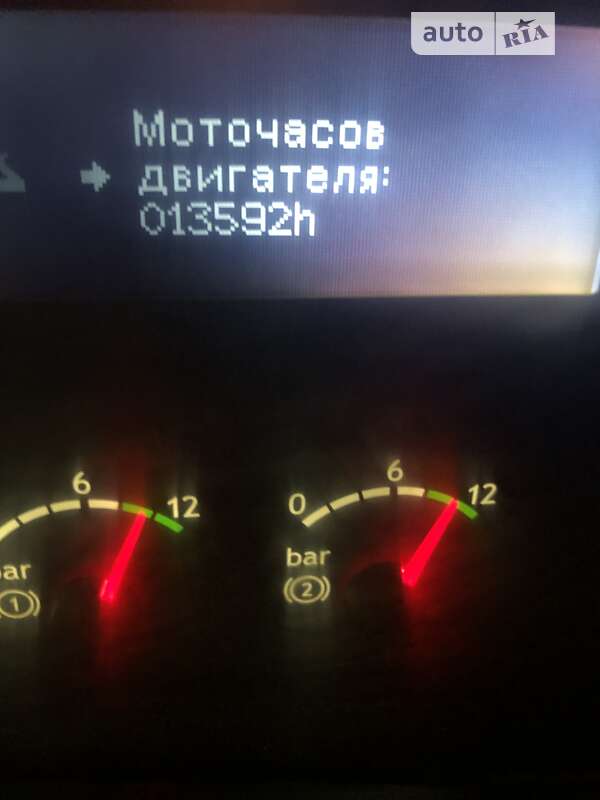 auto RIA
Моточасов
двигателя:
013592h
6
12
bar
1
0
6
12
bar
2